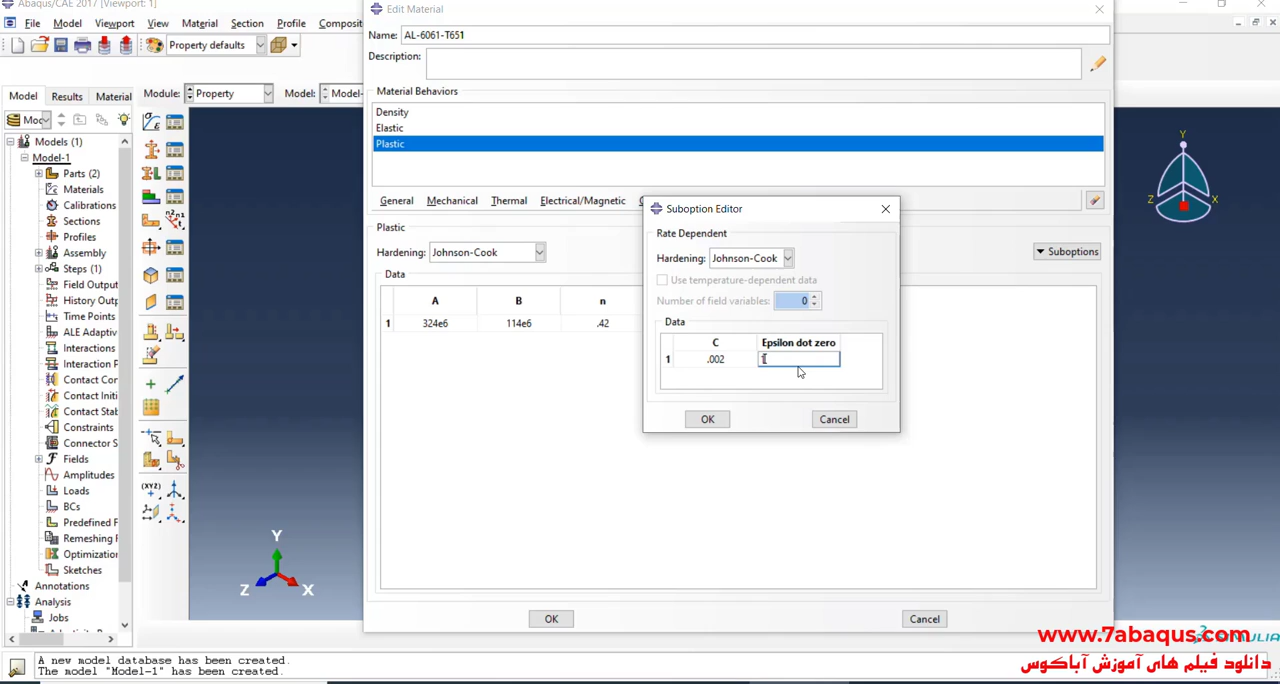 Abaqus/CAE 2017 [Viewport: 1]
File Model Viewport View Material Section Profile Composit
Property defaults
Module: Property Model: Model-
Model Results Material
Models (1)
Model-1
Parts (2)
Materials
Calibrations
Sections
Profiles
Assembly
Steps (1)
Field Output
History Outp
Time Points
ALE Adaptiv
Interactions
Interaction P
Contact Con
Contact Initi
Contact Stab
Constraints
Connector S
Fields
Amplitudes
Loads
BCs
Predefined F
Remeshing F
Optimization
Sketches
Annotations
Analysis
Jobs
(XYZ)
Edit Material
Name: AL-6061-T651
Description:
Material Behaviors
Density
Elastic
Plastic
General Mechanical Thermal Electrical/Magnetic
Plastic
Hardening: Johnson-Cook
Suboptions
Data
A B n
1 324e6 114e6 .42
OK Cancel
Suboption Editor
Rate Dependent
Hardening: Johnson-Cook
Use temperature-dependent data
Number of field variables: 0
Data
C Epsilon dot zero
1 .002
OK Cancel
Y
Z X
Y
Z X
A new model database has been created.
The model "Model-1" has been created.
www.7abaqus.com
دانلود فیلم های آموزش آباکوس